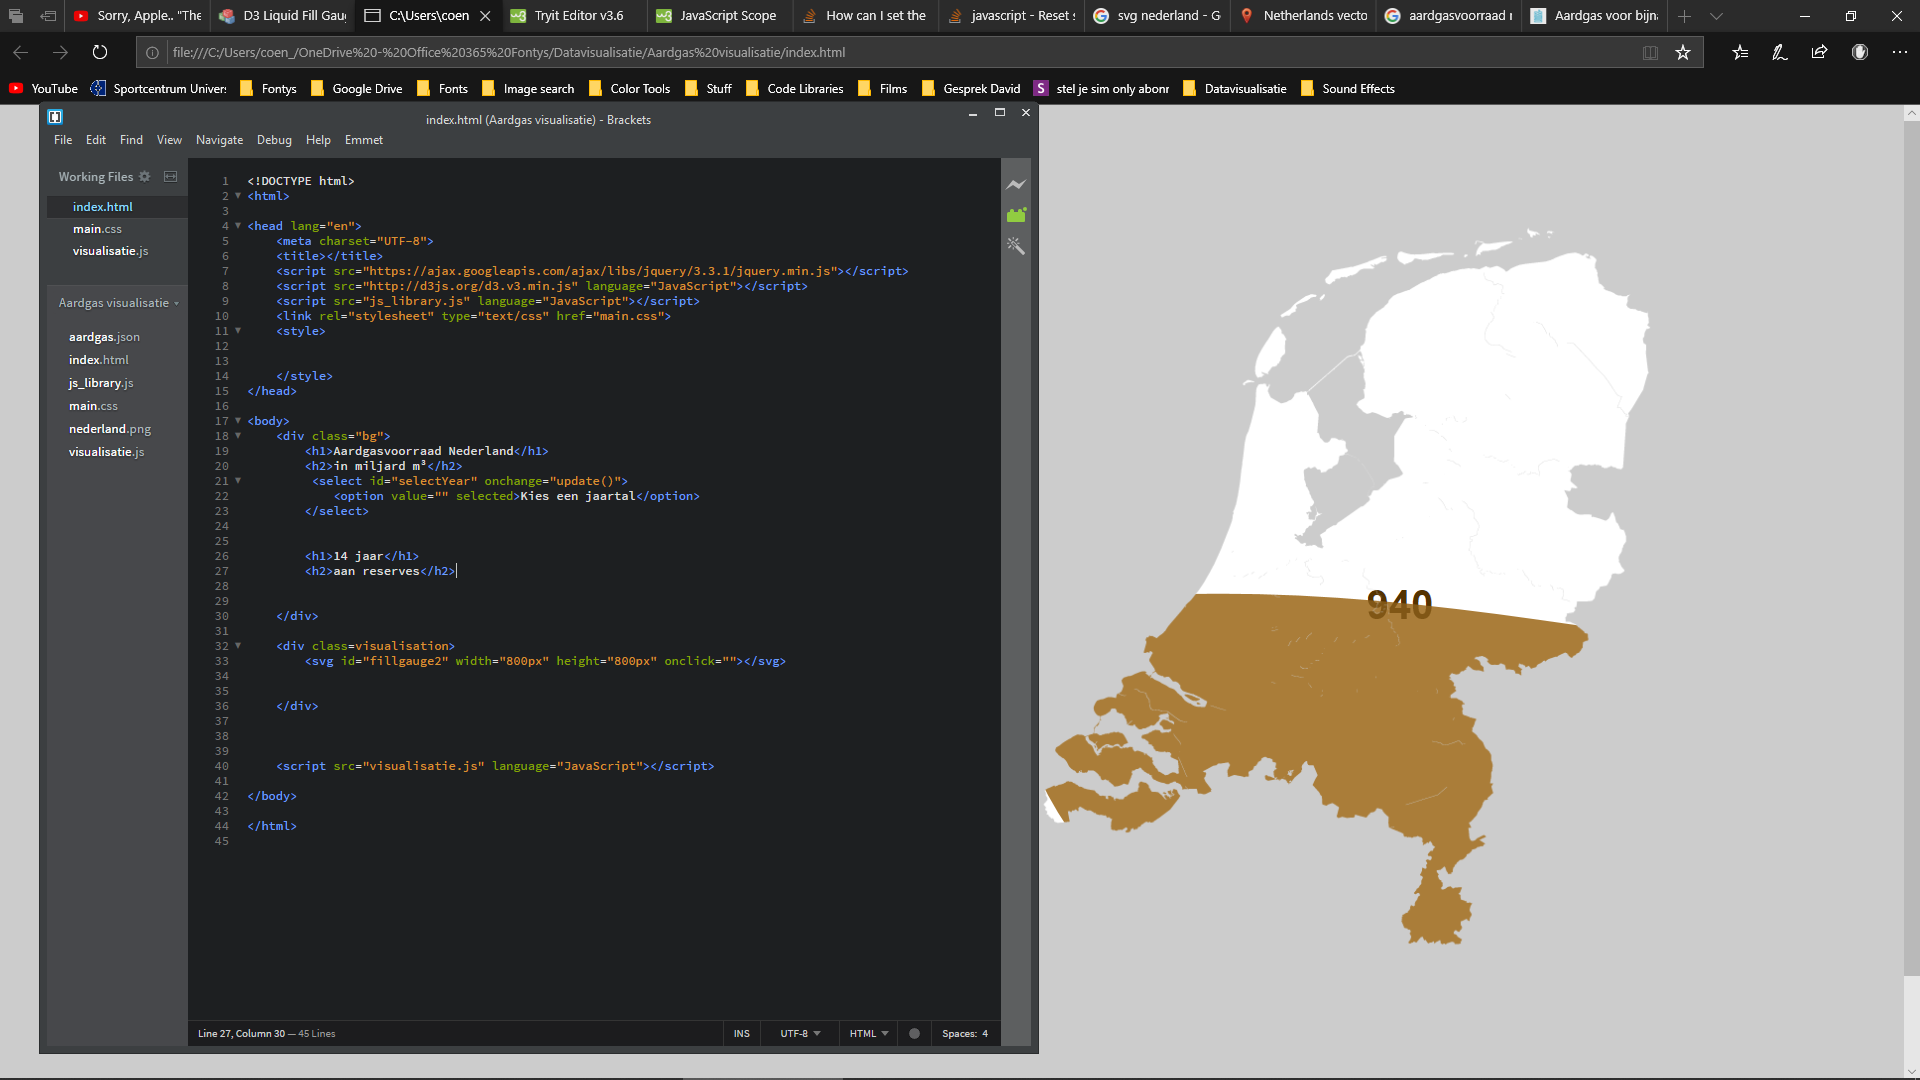 Sorry, Apple.. "The
D3 Liquid Fill Gaug
C:\Users\coen
Tryit Editor v3.6
JavaScript Scope
How can I set the
javascript - Reset s
svg nederland - G
Netherlands vecto
aardgasvoorraad
Aardgas voor bijn
file:///C:/Users/coen_/OneDrive%20-%20Office%20365%20Fontys/Datavisualisatie/Aardgas%20visualisatie/index.html
YouTube
Sportcentrum Univers
Fontys
Google Drive
Fonts
Image search
Color Tools
Stuff
Code Libraries
Films
Gesprek David
stel je sim only abonn
Datavisualisatie
Sound Effects
index.html (Aardgas visualisatie) - Brackets
File Edit Find View Navigate Debug Help Emmet
Working Files
index.html
main.css
visualisatie.js
Aardgas visualisatie
aardgas.json
index.html
js_library.js
main.css
nederland.png
visualisatie.js
1 <!DOCTYPE html>
2 <html>
3
4 <head lang="en">
5 <meta charset="UTF-8">
6 <title></title>
7 <script src="https://ajax.googleapis.com/ajax/libs/jquery/3.3.1/jquery.min.js"></script>
8 <script src="http://d3js.org/d3.v3.min.js" language="JavaScript"></script>
9 <script src="js_library.js" language="JavaScript"></script>
10 <link rel="stylesheet" type="text/css" href="main.css">
11 <style>
12
13
14 </style>
15 </head>
16
17 <body>
18 <div class="bg">
19 <h1>Aardgasvoorraad Nederland</h1>
20 <h2>in miljard m³</h2>
21 <select id="selectYear" onchange="update()">
22 <option value="" selected>Kies een jaartal</option>
23 </select>
24
25
26 <h1>14 jaar</h1>
27 <h2>aan reserves</h2>
28
29
30 </div>
31
32 <div class=visualisation>
33 <svg id="fillgauge2" width="800px" height="800px" onclick=""></svg>
34
35
36 </div>
37
38
39
40 <script src="visualisatie.js" language="JavaScript"></script>
41
42 </body>
43
44 </html>
45
Line 27, Column 30 — 45 Lines
INS
UTF-8
HTML
Spaces: 4
940